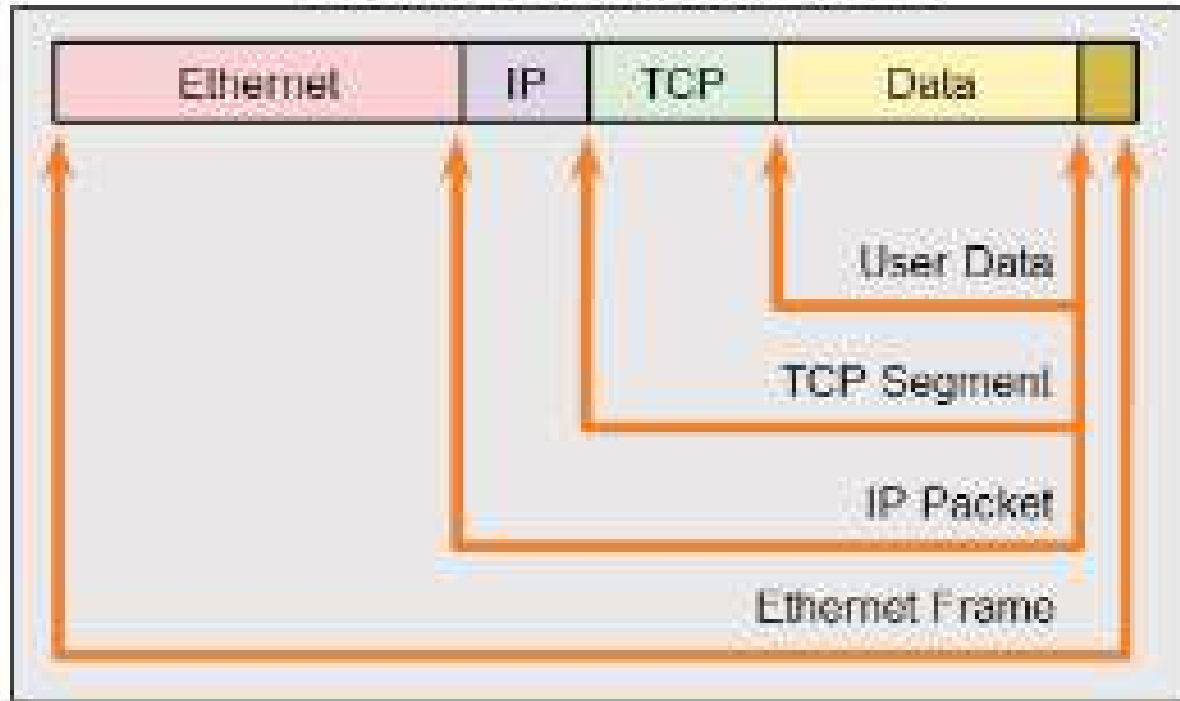 Ethernet IP TCP Data
User Data
TCP Segment
IP Packet
Ethernet Frame